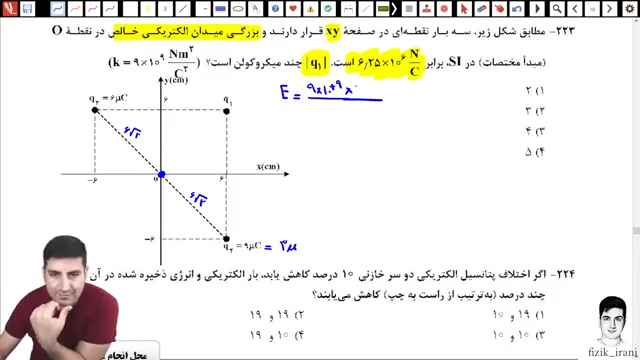 ۲۲۳- مطابق شکل زیر، سه بار نقطه‌ای در صفحۀ xy قرار دارند و بزرگی میدان الکتریکی خالص در نقطۀ O
(مبدأ مختصات) در SI، برابر ۶٫۲۵×۱۰^۶ N/C است. |q₁| چند میکروکولن است؟ (k = ۹×۱۰^۹ Nm²/C²)
y(cm)
q₃ = ۶μC
۶
q₁
E = ۹×۱۰^+۹ ×
۱) ۲
۲) ۳
۳) ۴
۴) ۵
۶√۲
-۶
۰
۶
x(cm)
۶√۲
-۶
q₂ = ۹μC = ۳μ
۲۲۴- اگر اختلاف پتانسیل الکتریکی دو سر خازنی ۱۰ درصد کاهش یابد، بار الکتریکی و انرژی ذخیره شده در آن
چند درصد (به‌ترتیب از راست به چپ) کاهش می‌یابند؟
۱) ۱۹ و ۱۰
۲) ۱۹ و ۱۹
۳) ۱۰ و ۱۰
۴) ۱۰ و ۱۹
محل انجام
fizik_iranj